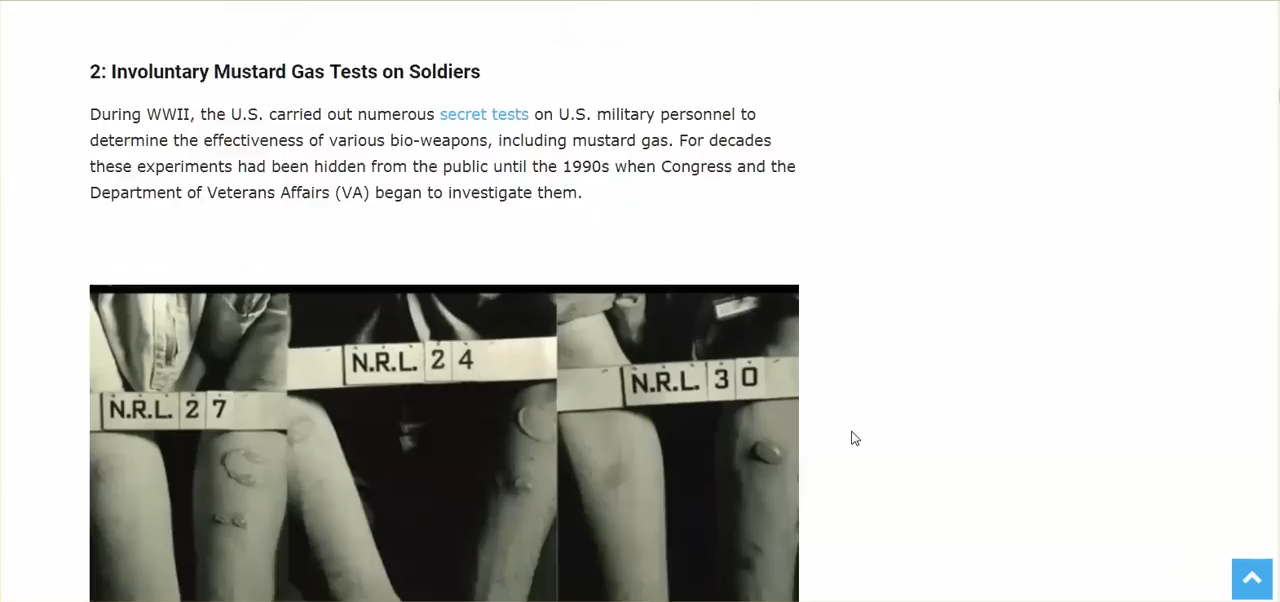 2: Involuntary Mustard Gas Tests on Soldiers
During WWII, the U.S. carried out numerous secret tests on U.S. military personnel to
determine the effectiveness of various bio-weapons, including mustard gas. For decades
these experiments had been hidden from the public until the 1990s when Congress and the
Department of Veterans Affairs (VA) began to investigate them.
N.R.L. 27
N.R.L. 24
N.R.L. 30